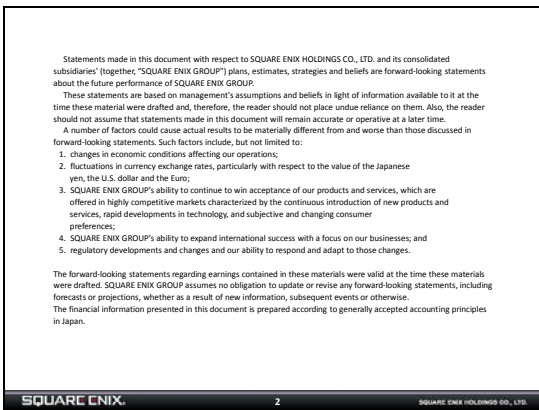 Statements made in this document with respect to SQUARE ENIX HOLDINGS CO., LTD. and its consolidated
subsidiaries' (together, "SQUARE ENIX GROUP") plans, estimates, strategies and beliefs are forward-looking statements
about the future performance of SQUARE ENIX GROUP.
These statements are based on management's assumptions and beliefs in light of information available to it at the
time these material were drafted and, therefore, the reader should not place undue reliance on them. Also, the reader
should not assume that statements made in this document will remain accurate or operative at a later time.
A number of factors could cause actual results to be materially different from and worse than those discussed in
forward-looking statements. Such factors include, but not limited to:
1. changes in economic conditions affecting our operations;
2. fluctuations in currency exchange rates, particularly with respect to the value of the Japanese
yen, the U.S. dollar and the Euro;
3. SQUARE ENIX GROUP's ability to continue to win acceptance of our products and services, which are
offered in highly competitive markets characterized by the continuous introduction of new products and
services, rapid developments in technology, and subjective and changing consumer
preferences;
4. SQUARE ENIX GROUP's ability to expand international success with a focus on our businesses; and
5. regulatory developments and changes and our ability to respond and adapt to those changes.
The forward-looking statements regarding earnings contained in these materials were valid at the time these materials
were drafted. SQUARE ENIX GROUP assumes no obligation to update or revise any forward-looking statements, including
forecasts or projections, whether as a result of new information, subsequent events or otherwise.
The financial information presented in this document is prepared according to generally accepted accounting principles
in Japan.
SQUARE ENIX.
2
SQUARE ENIX HOLDINGS CO., LTD.